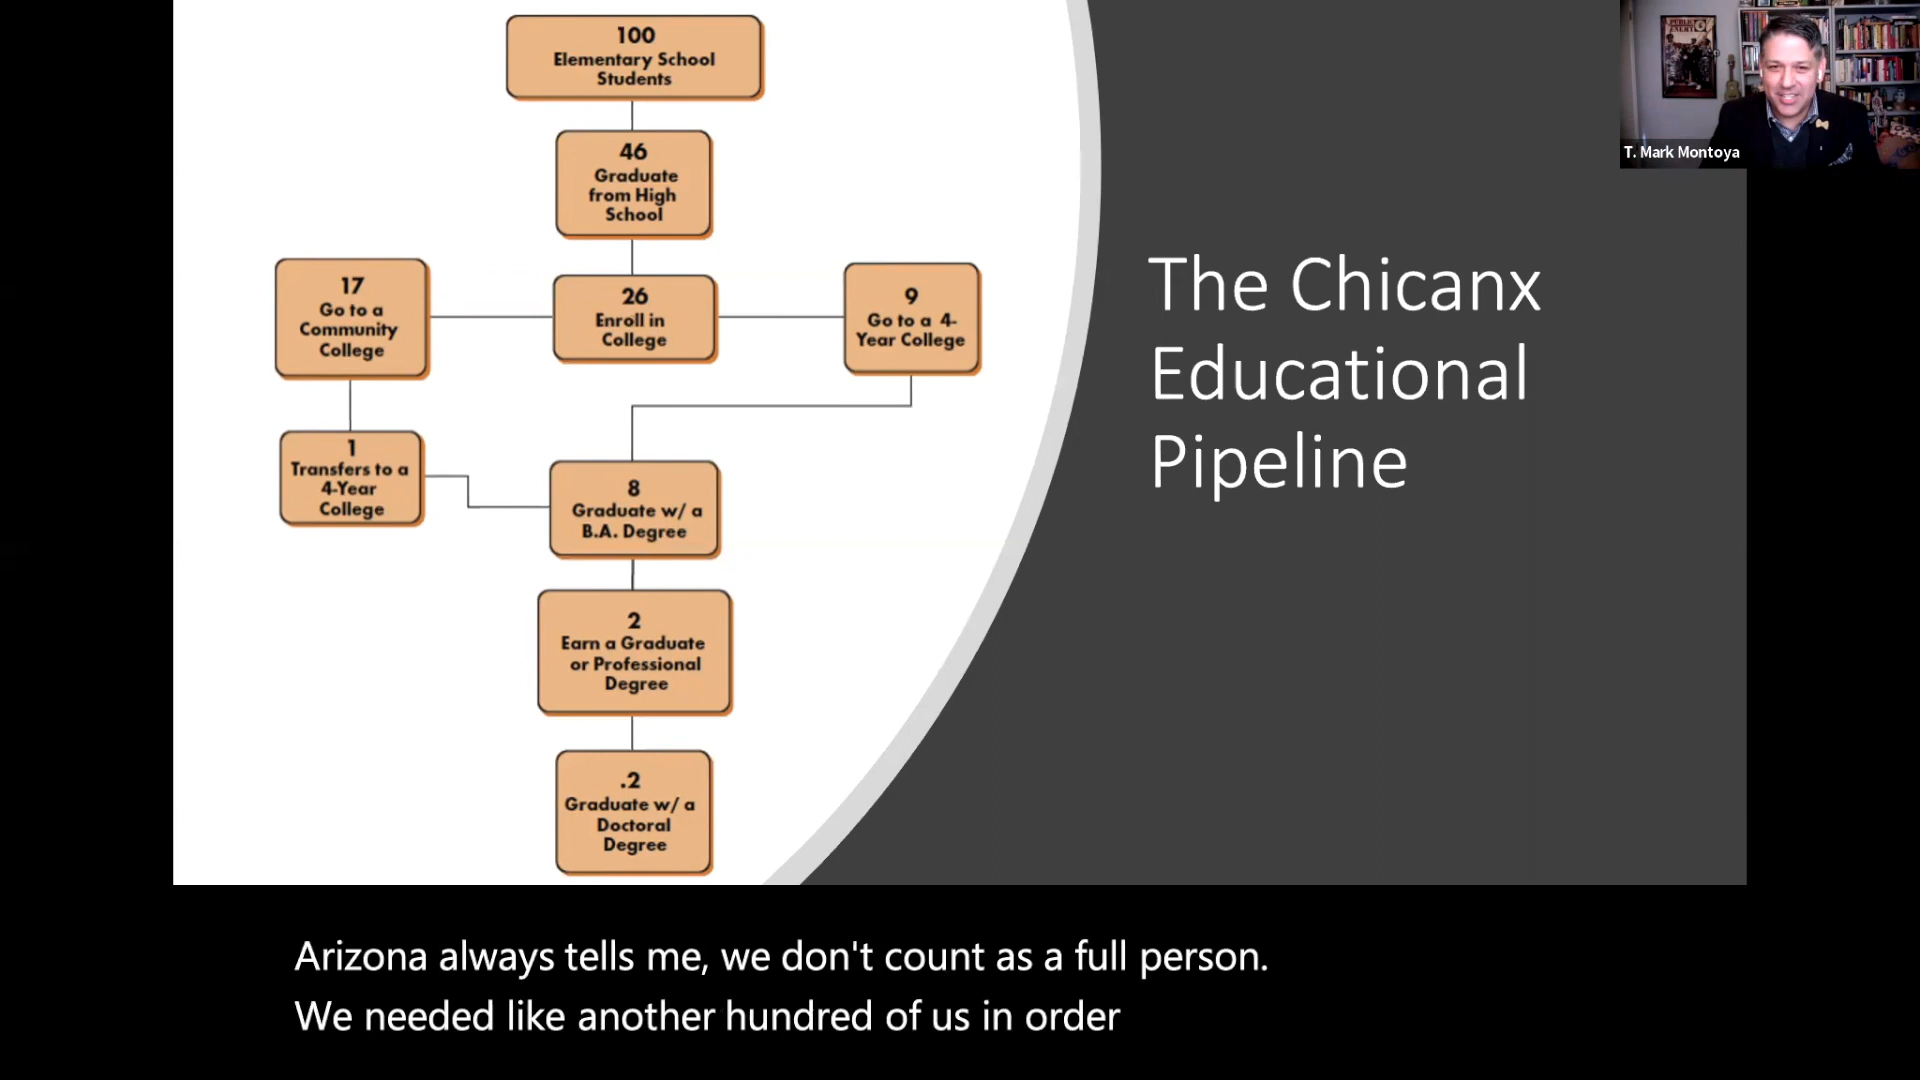 100
Elementary School
Students
46
Graduate
from High
School
17
Go to a
Community
College
26
Enroll in
College
9
Go to a 4-
Year College
1
Transfers to a
4-Year
College
8
Graduate w/ a
B.A. Degree
2
Earn a Graduate
or Professional
Degree
.2
Graduate w/ a
Doctoral
Degree
The Chicanx
Educational
Pipeline
PUBLIC
ENEMY
T. Mark Montoya
Arizona always tells me, we don't count as a full person.
We needed like another hundred of us in order